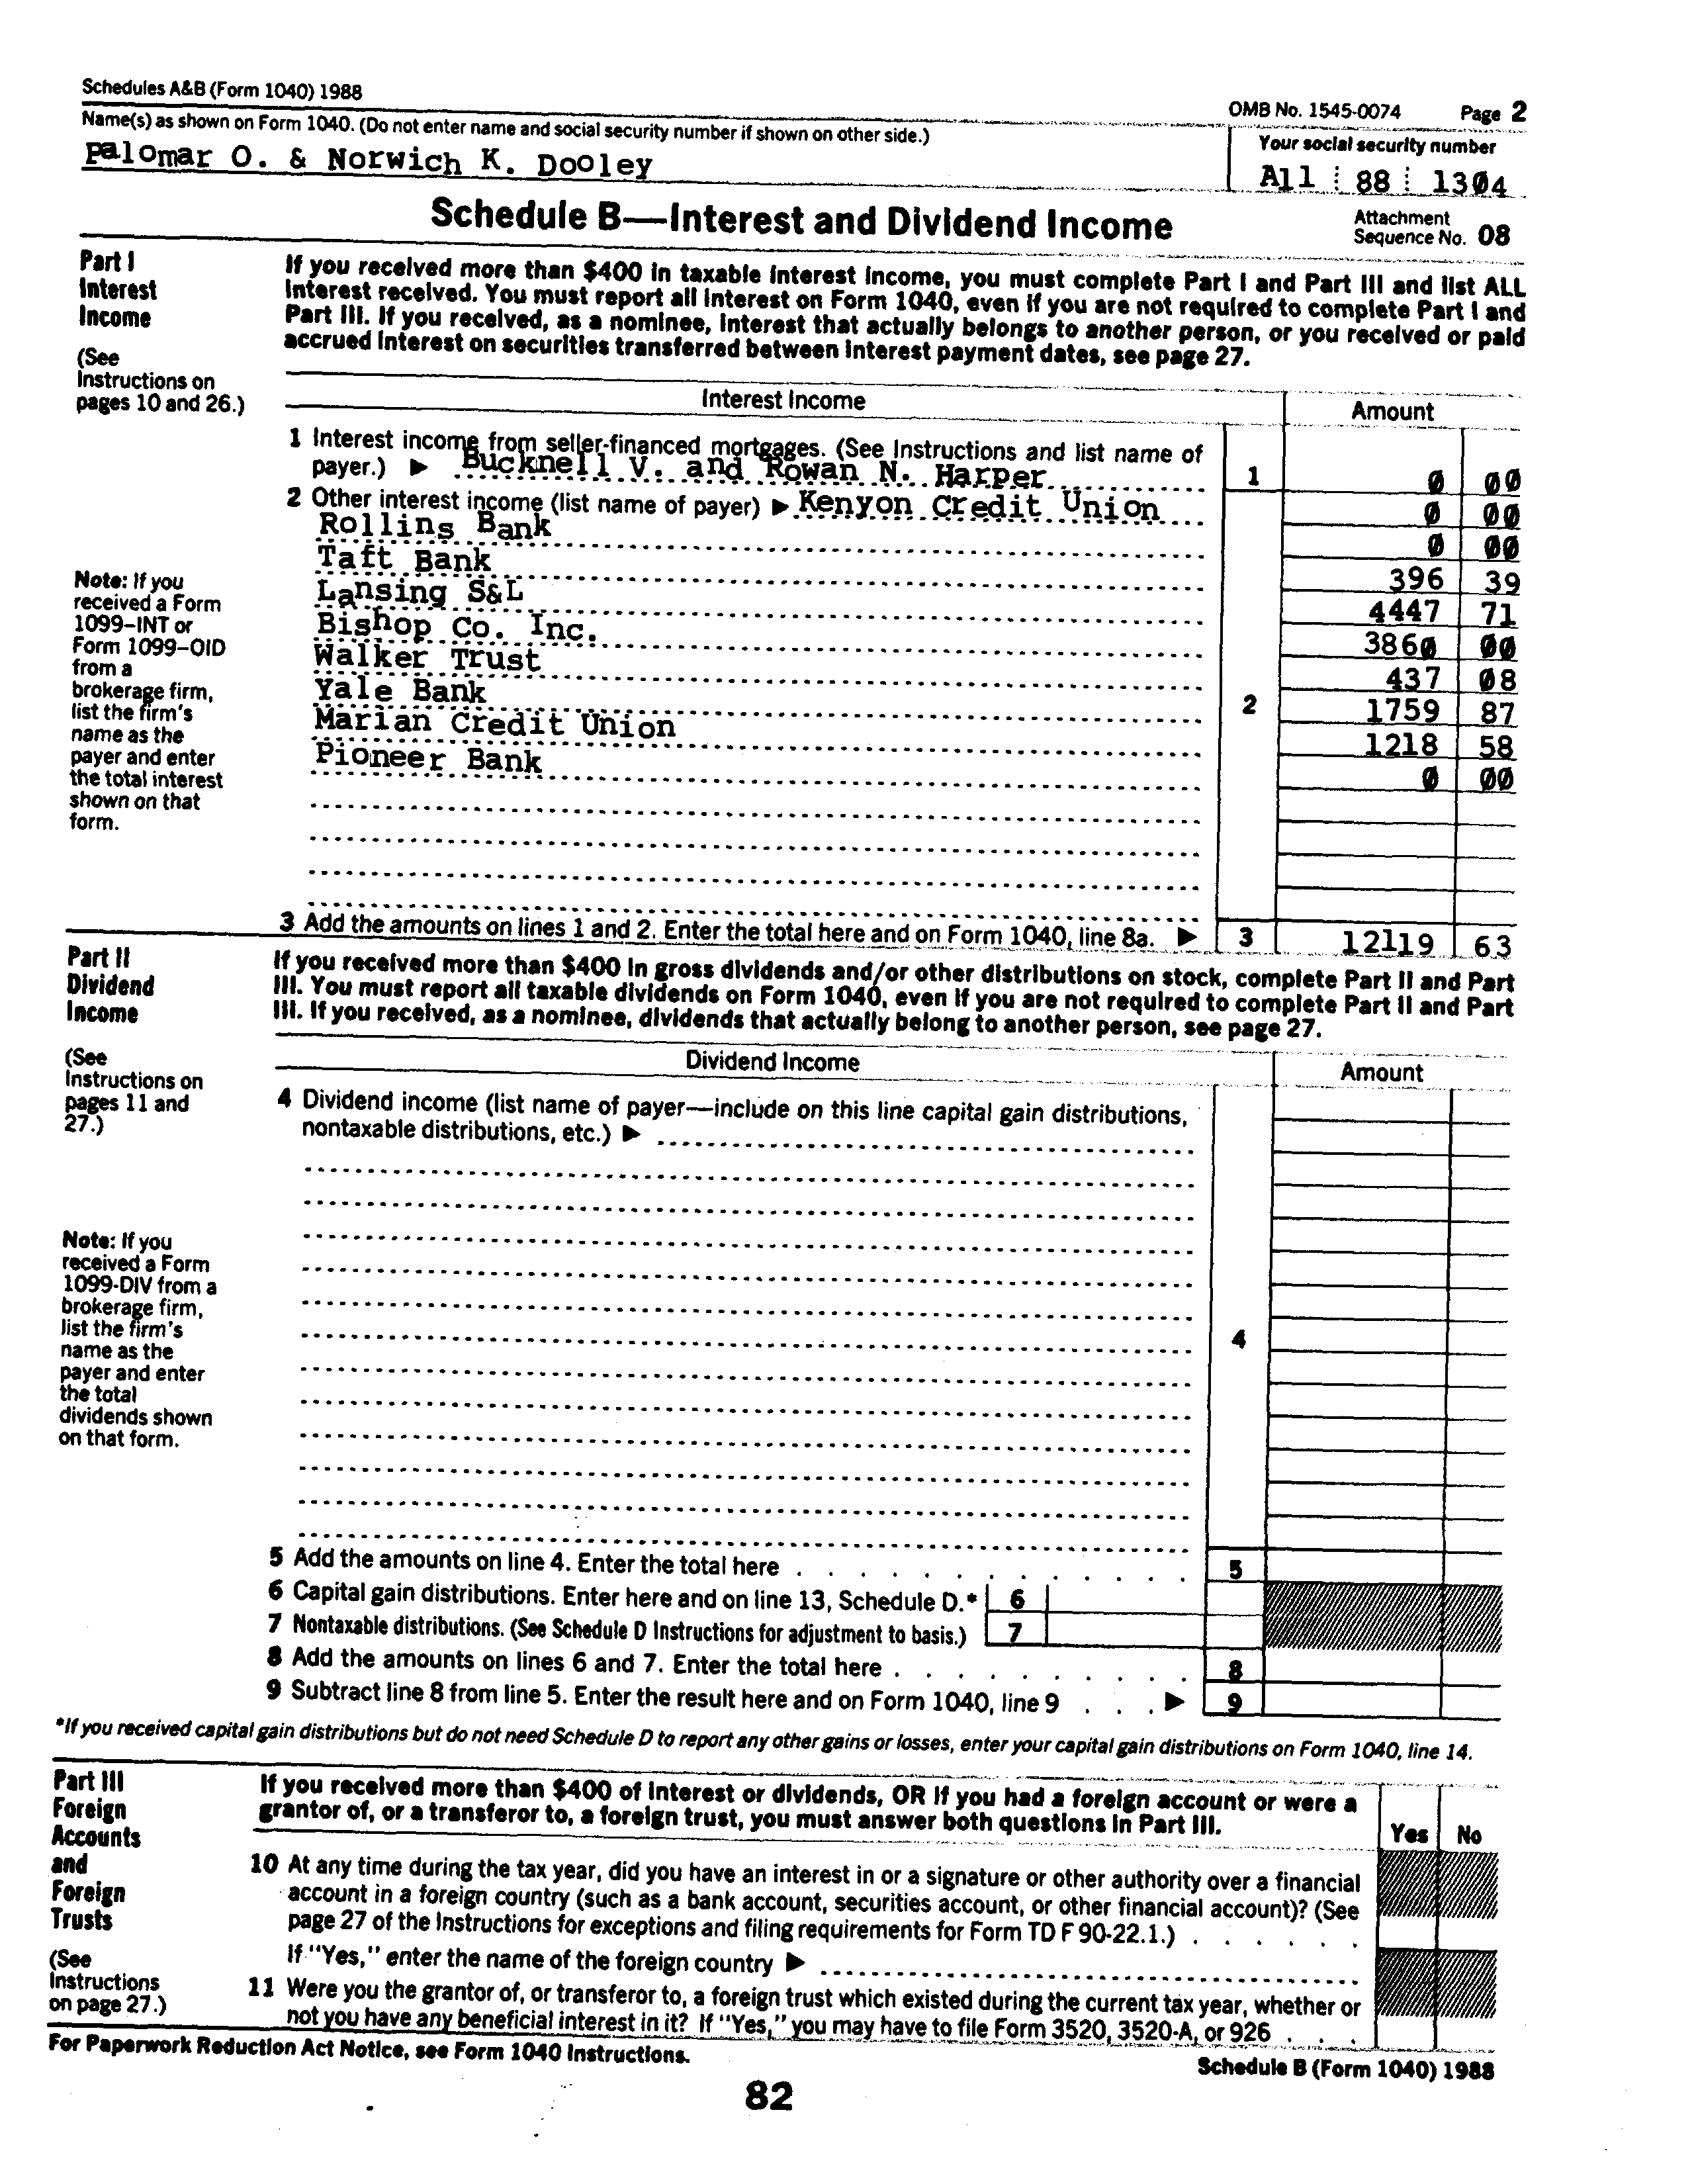 Schedules A&B (Form 1040) 1988
OMB No. 1545-0074 Page 2
Name(s) as shown on Form 1040. (Do not enter name and social security number if shown on other side.)
Your social security number
Palomar O. & Norwich K. Dooley
All 88 1304
Schedule B—Interest and Dividend Income
Attachment
Sequence No. 08
Part I
Interest
Income
(See
Instructions on
pages 10 and 26.)
If you received more than $400 in taxable interest income, you must complete Part I and Part III and list ALL
interest received. You must report all interest on Form 1040, even if you are not required to complete Part I and
Part III. If you received, as a nominee, interest that actually belongs to another person, or you received or paid
accrued interest on securities transferred between interest payment dates, see page 27.
Interest Income Amount
1 Interest income from seller-financed mortgages. (See Instructions and list name of
payer.) ▶ Bucknell V. and Rowan N. Harper 1 0 00
2 Other interest income (list name of payer) ▶ Kenyon Credit Union 0 00
Rollins Bank 0 00
Taft Bank 396 39
Lansing S&L 4447 71
Bishop Co. Inc. 3860 00
Walker Trust 437 08
Yale Bank 2 1759 87
Marian Credit Union 1218 58
Pioneer Bank 0 00
Note: If you
received a Form
1099–INT or
Form 1099–OID
from a
brokerage firm,
list the firm's
name as the
payer and enter
the total interest
shown on that
form.
3 Add the amounts on lines 1 and 2. Enter the total here and on Form 1040, line 8a. ▶ 3 12119 63
Part II
Dividend
Income
(See
Instructions on
pages 11 and
27.)
If you received more than $400 in gross dividends and/or other distributions on stock, complete Part II and Part
III. You must report all taxable dividends on Form 1040, even if you are not required to complete Part II and Part
III. If you received, as a nominee, dividends that actually belong to another person, see page 27.
Dividend Income Amount
4 Dividend income (list name of payer—include on this line capital gain distributions,
nontaxable distributions, etc.) ▶
Note: If you
received a Form
1099-DIV from a
brokerage firm,
list the firm's
name as the
payer and enter
the total
dividends shown
on that form.
4
5 Add the amounts on line 4. Enter the total here 5
6 Capital gain distributions. Enter here and on line 13, Schedule D.* 6
7 Nontaxable distributions. (See Schedule D Instructions for adjustment to basis.) 7
8 Add the amounts on lines 6 and 7. Enter the total here 8
9 Subtract line 8 from line 5. Enter the result here and on Form 1040, line 9 ▶ 9
*If you received capital gain distributions but do not need Schedule D to report any other gains or losses, enter your capital gain distributions on Form 1040, line 14.
Part III
Foreign
Accounts
and
Foreign
Trusts
(See
Instructions
on page 27.)
If you received more than $400 of interest or dividends, OR if you had a foreign account or were a
grantor of, or a transferor to, a foreign trust, you must answer both questions in Part III.
Yes No
10 At any time during the tax year, did you have an interest in or a signature or other authority over a financial
account in a foreign country (such as a bank account, securities account, or other financial account)? (See
page 27 of the Instructions for exceptions and filing requirements for Form TD F 90-22.1.)
If "Yes," enter the name of the foreign country ▶
11 Were you the grantor of, or transferor to, a foreign trust which existed during the current tax year, whether or
not you have any beneficial interest in it? If "Yes," you may have to file Form 3520, 3520-A, or 926
For Paperwork Reduction Act Notice, see Form 1040 Instructions.
Schedule B (Form 1040) 1988
82